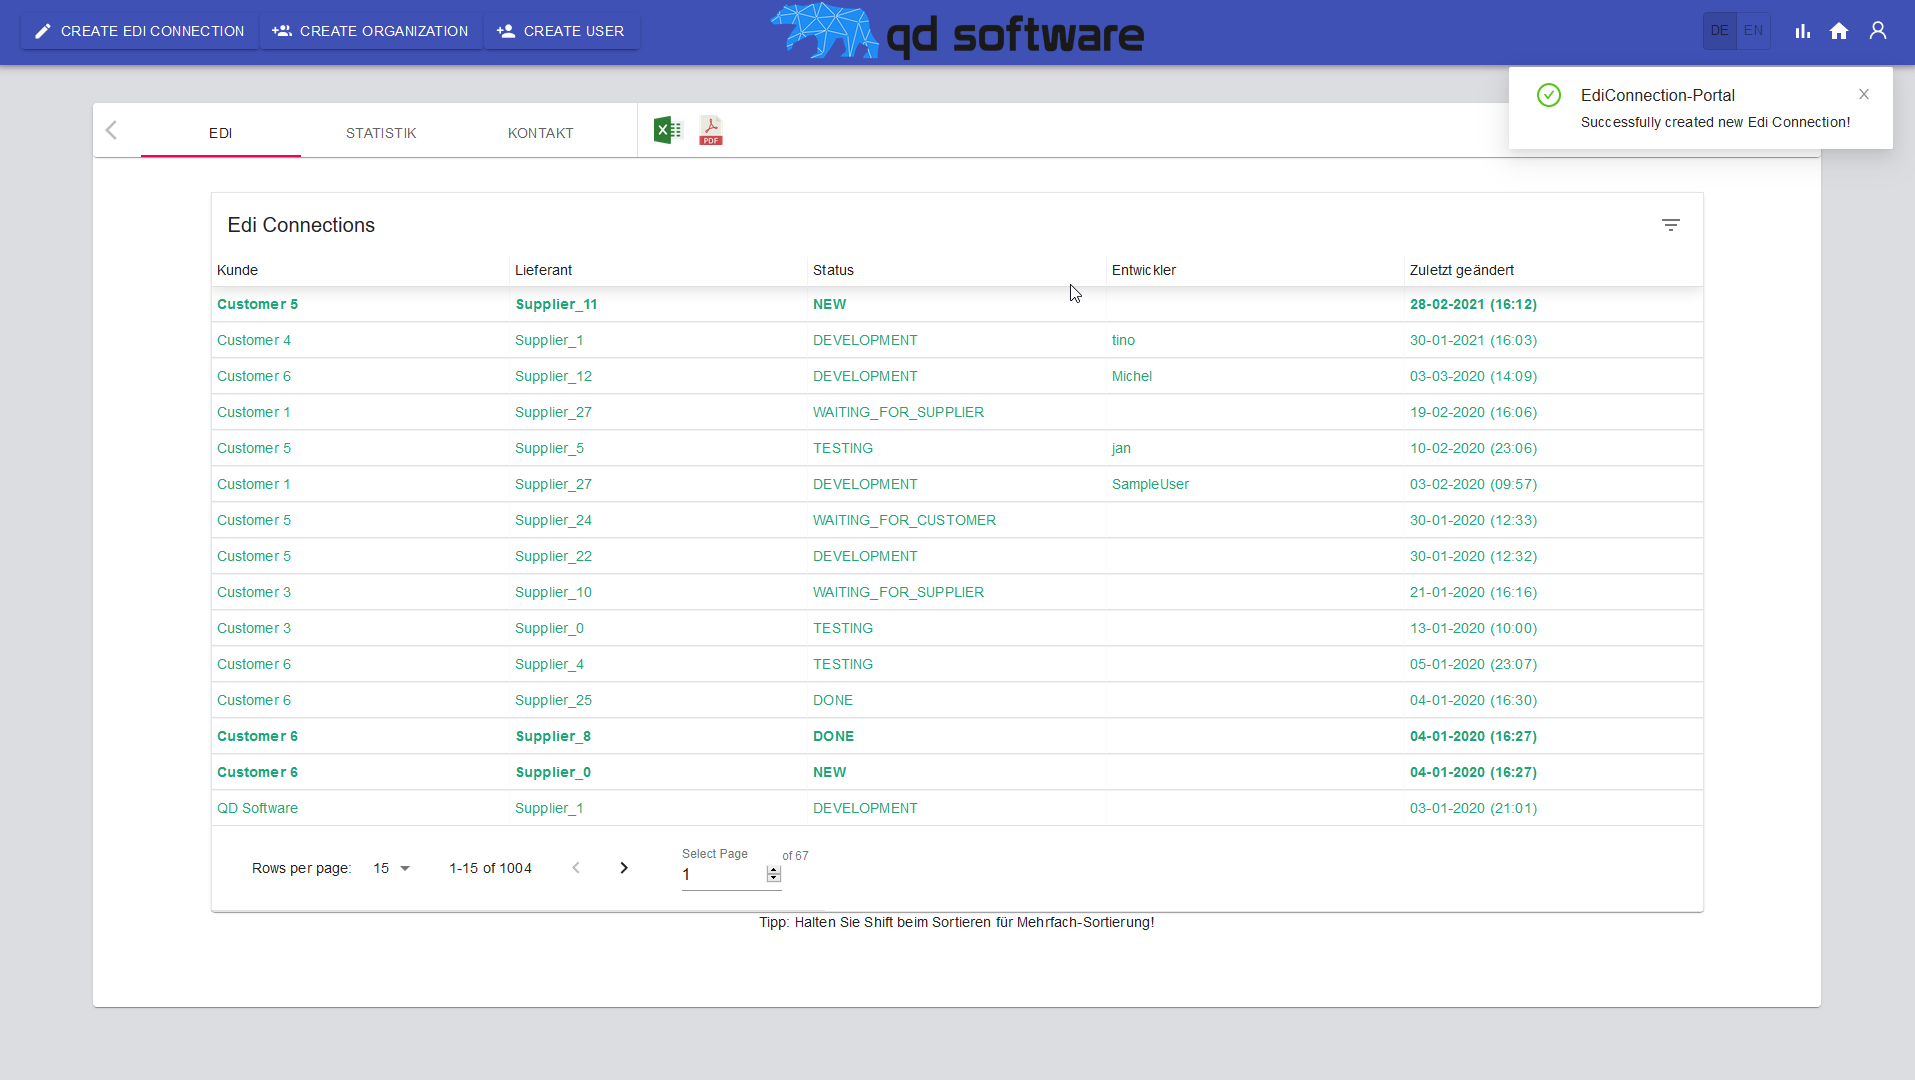 CREATE EDI CONNECTION CREATE ORGANIZATION CREATE USER qd software DE EN
EdiConnection-Portal
Successfully created new Edi Connection!
EDI STATISTIK KONTAKT PDF
Edi Connections
Kunde Lieferant Status Entwickler Zuletzt geändert
Customer 5 Supplier_11 NEW 28-02-2021 (16:12)
Customer 4 Supplier_1 DEVELOPMENT tino 30-01-2021 (16:03)
Customer 6 Supplier_12 DEVELOPMENT Michel 03-03-2020 (14:09)
Customer 1 Supplier_27 WAITING_FOR_SUPPLIER 19-02-2020 (16:06)
Customer 5 Supplier_5 TESTING jan 10-02-2020 (23:06)
Customer 1 Supplier_27 DEVELOPMENT SampleUser 03-02-2020 (09:57)
Customer 5 Supplier_24 WAITING_FOR_CUSTOMER 30-01-2020 (12:33)
Customer 5 Supplier_22 DEVELOPMENT 30-01-2020 (12:32)
Customer 3 Supplier_10 WAITING_FOR_SUPPLIER 21-01-2020 (16:16)
Customer 3 Supplier_0 TESTING 13-01-2020 (10:00)
Customer 6 Supplier_4 TESTING 05-01-2020 (23:07)
Customer 6 Supplier_25 DONE 04-01-2020 (16:30)
Customer 6 Supplier_8 DONE 04-01-2020 (16:27)
Customer 6 Supplier_0 NEW 04-01-2020 (16:27)
QD Software Supplier_1 DEVELOPMENT 03-01-2020 (21:01)
Rows per page: 15 1-15 of 1004 Select Page 1 of 67
Tipp: Halten Sie Shift beim Sortieren für Mehrfach-Sortierung!